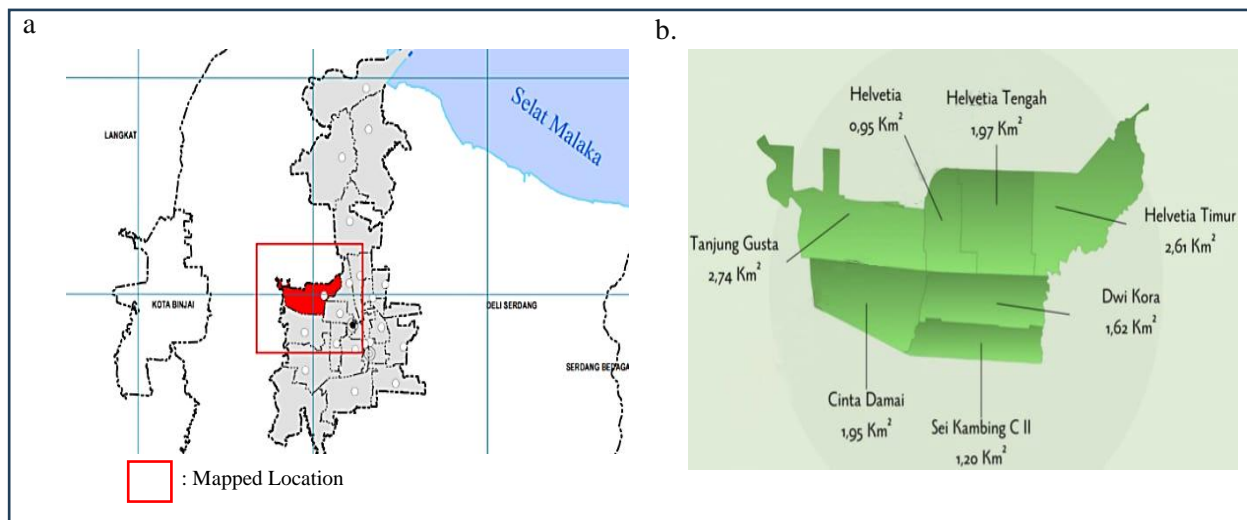 a
b.
LANGKAT
Selat Malaka
KOTA BINJAI
DELI SERDANG
SERDANG BEDAGA
: Mapped Location
Helvetia
0,95 Km²
Helvetia Tengah
1,97 Km²
Helvetia Timur
2,61 Km²
Tanjung Gusta
2,74 Km²
Dwi Kora
1,62 Km²
Cinta Damai
1,95 Km²
Sei Kambing C II
1,20 Km²